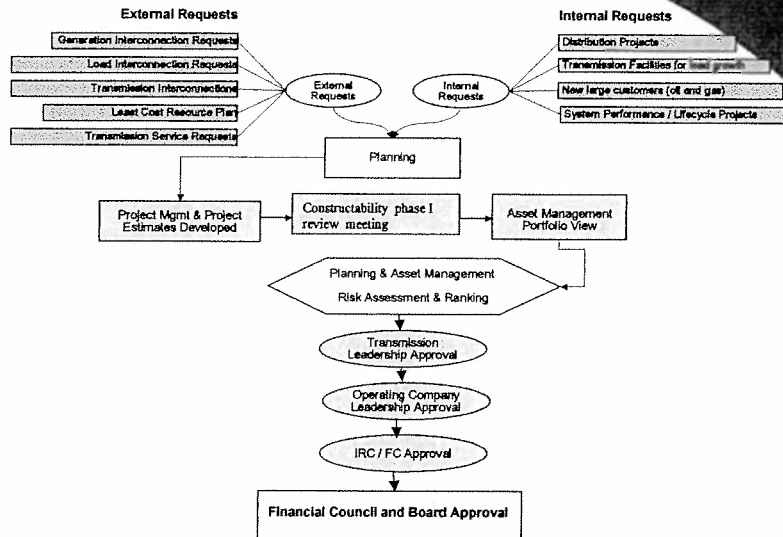 External Requests
Internal Requests
Generation Interconnection Requests
Load Interconnection Requests
Transmission Interconnections
Least Cost Resource Plan
Transmission Service Requests
External
Requests
Internal
Requests
Distribution Projects
Transmission Facilities for
New large customers (oil and gas)
System Performance / Lifecycle Projects
Planning
Project Mgmt & Project
Estimates Developed
Constructability phase I
review meeting
Asset Management
Portfolio View
Planning & Asset Management
Risk Assessment & Ranking
Transmission
Leadership Approval
Operating Company
Leadership Approval
IRC / FC Approval
Financial Council and Board Approval